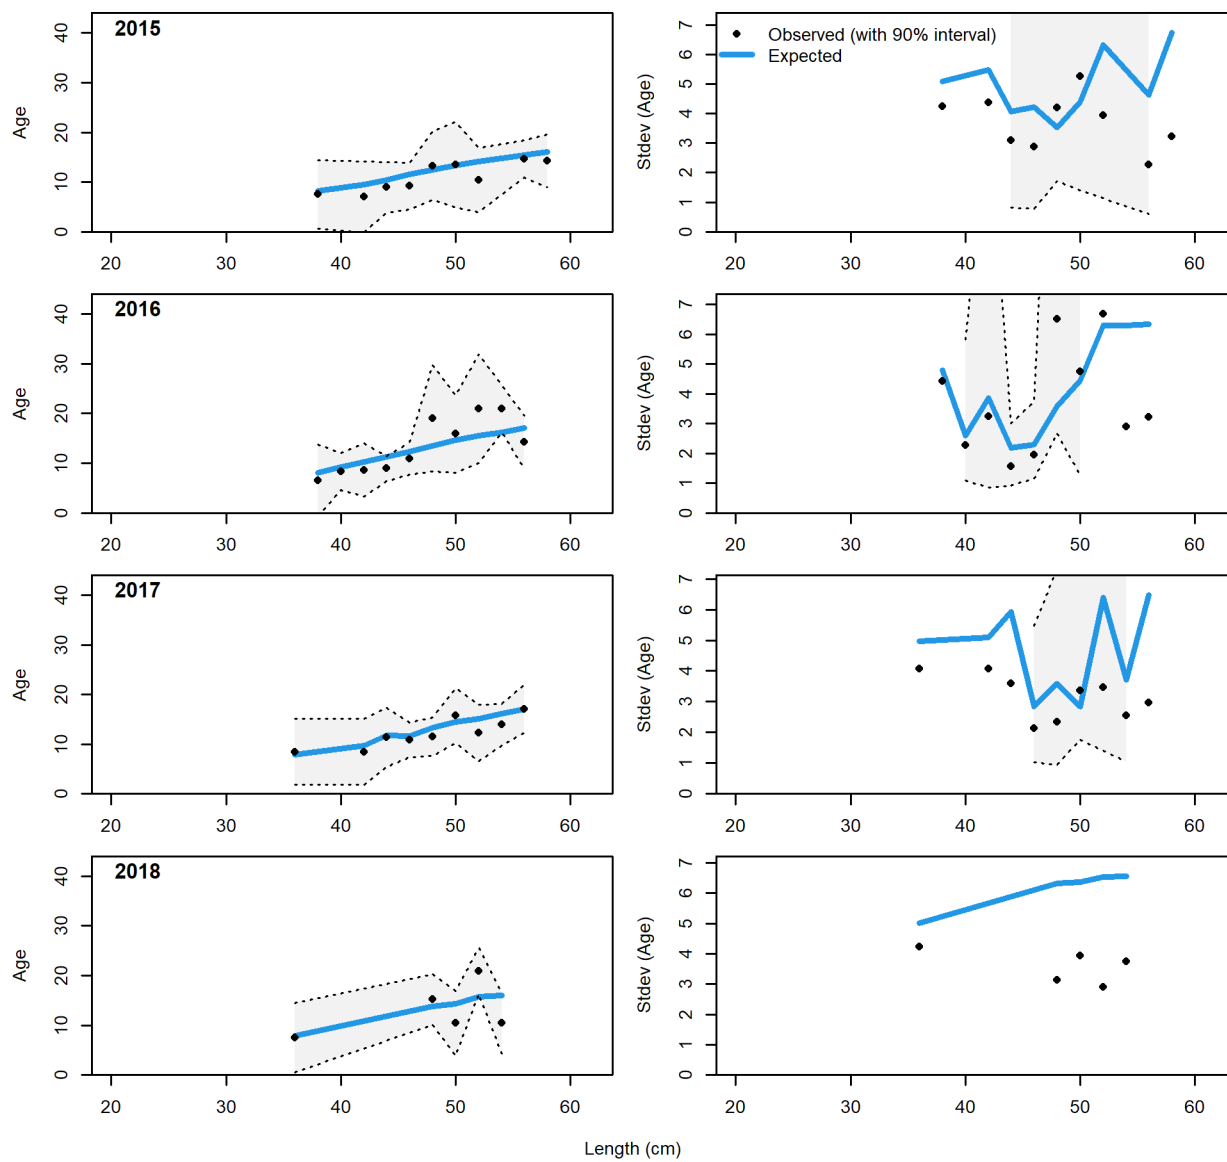 2015
Age
0 10 20 30 40
20 30 40 50 60
Observed (with 90% interval)
Expected
Stdev (Age)
0 1 2 3 4 5 6 7
20 30 40 50 60
2016
Age
0 10 20 30 40
20 30 40 50 60
Stdev (Age)
0 1 2 3 4 5 6 7
20 30 40 50 60
2017
Age
0 10 20 30 40
20 30 40 50 60
Stdev (Age)
0 1 2 3 4 5 6 7
20 30 40 50 60
2018
Age
0 10 20 30 40
20 30 40 50 60
Stdev (Age)
0 1 2 3 4 5 6 7
20 30 40 50 60
Length (cm)